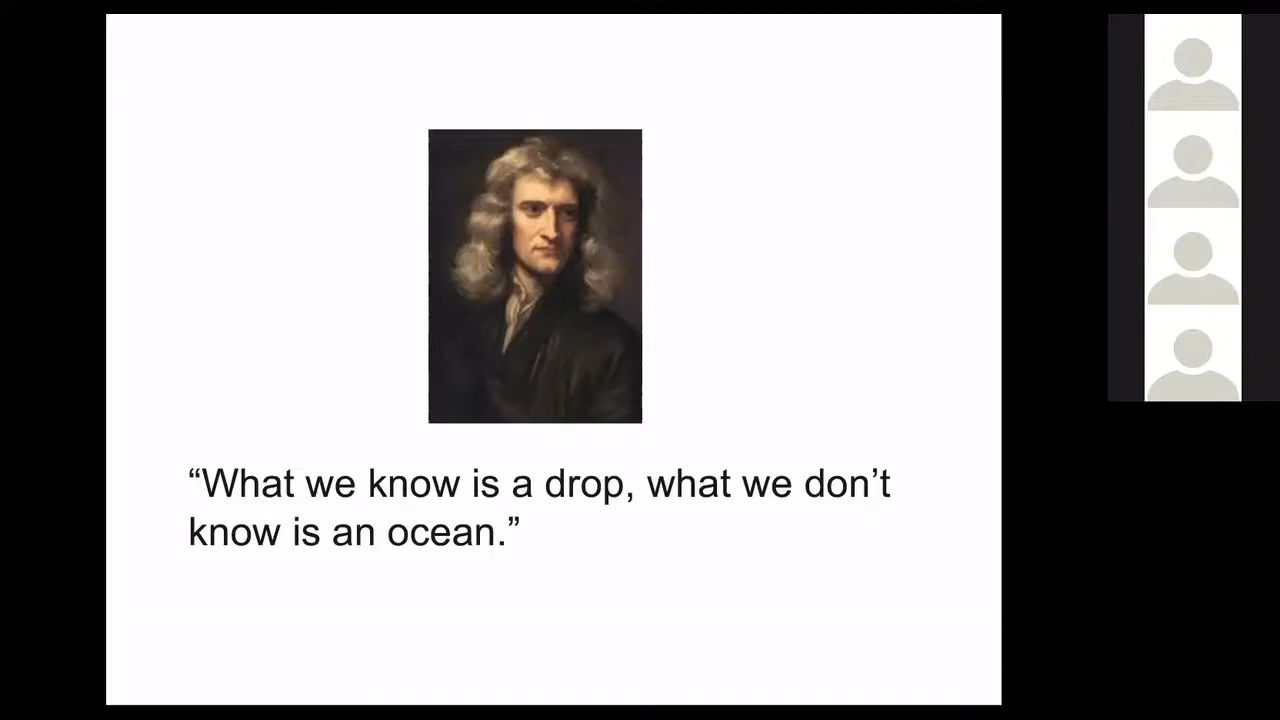 “What we know is a drop, what we don’t
know is an ocean.”